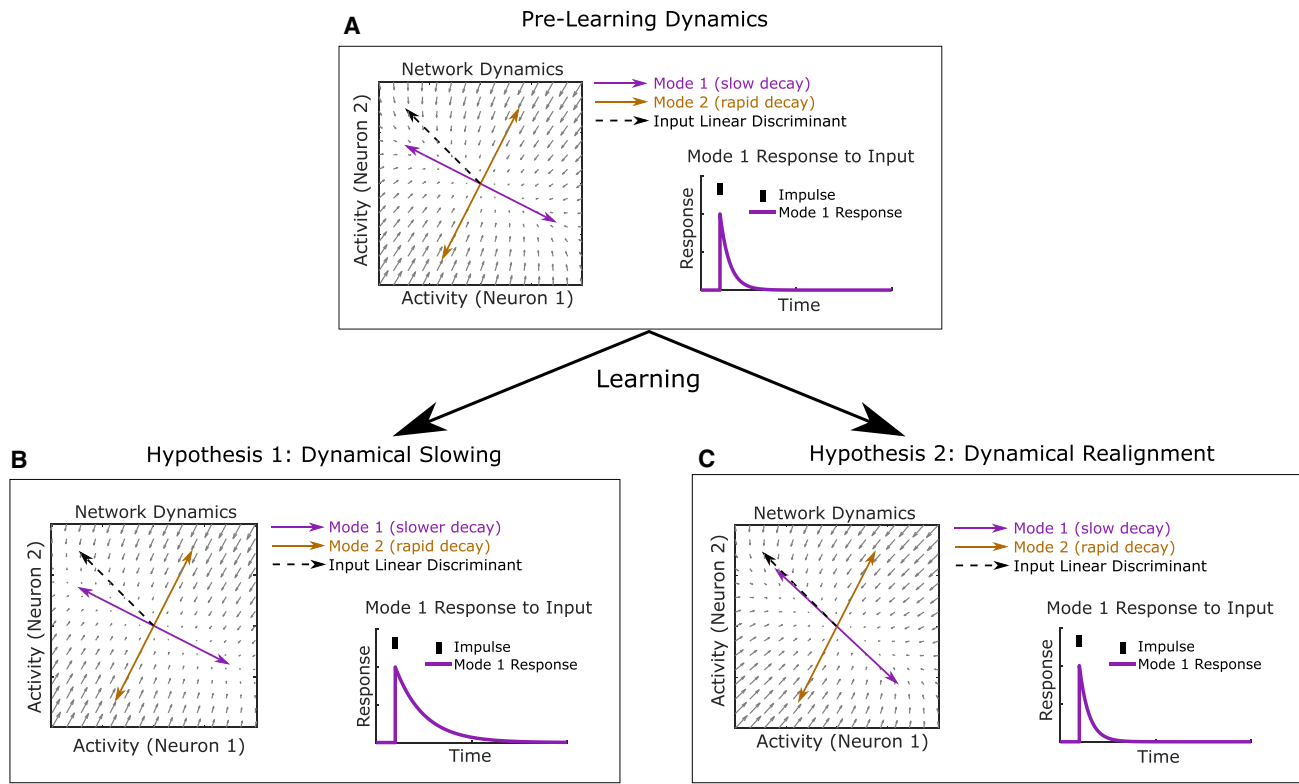 A
Pre-Learning Dynamics
Network Dynamics
Activity (Neuron 2)
Activity (Neuron 1)
Mode 1 (slow decay)
Mode 2 (rapid decay)
Input Linear Discriminant
Mode 1 Response to Input
Response
Impulse
Mode 1 Response
Time
Learning
B
Hypothesis 1: Dynamical Slowing
Network Dynamics
Activity (Neuron 2)
Activity (Neuron 1)
Mode 1 (slower decay)
Mode 2 (rapid decay)
Input Linear Discriminant
Mode 1 Response to Input
Response
Impulse
Mode 1 Response
Time
C
Hypothesis 2: Dynamical Realignment
Network Dynamics
Activity (Neuron 2)
Activity (Neuron 1)
Mode 1 (slow decay)
Mode 2 (rapid decay)
Input Linear Discriminant
Mode 1 Response to Input
Response
Impulse
Mode 1 Response
Time